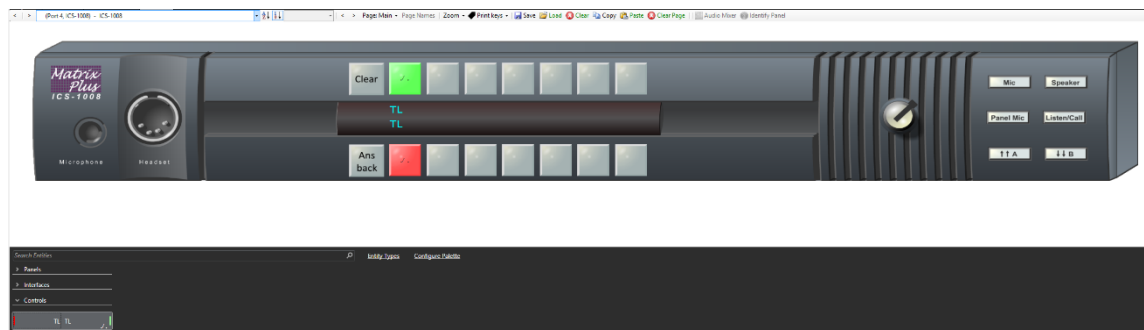 (Port 4, ICS-1008) - ICS-1008
Page: Main
Page Names
Zoom
Print keys
Save
Load
Clear
Copy
Paste
Clear Page
Audio Mixer
Identify Panel
Matrix
Plus
ICS-1008
Microphone
Headset
Clear
TL
TL
Ans
back
Mic
Speaker
Panel Mic
Listen/Call
↑↑ A
↓↓ B
Search Entities
Entity Types
Configure Palette
Panels
Interfaces
Controls
TL TL